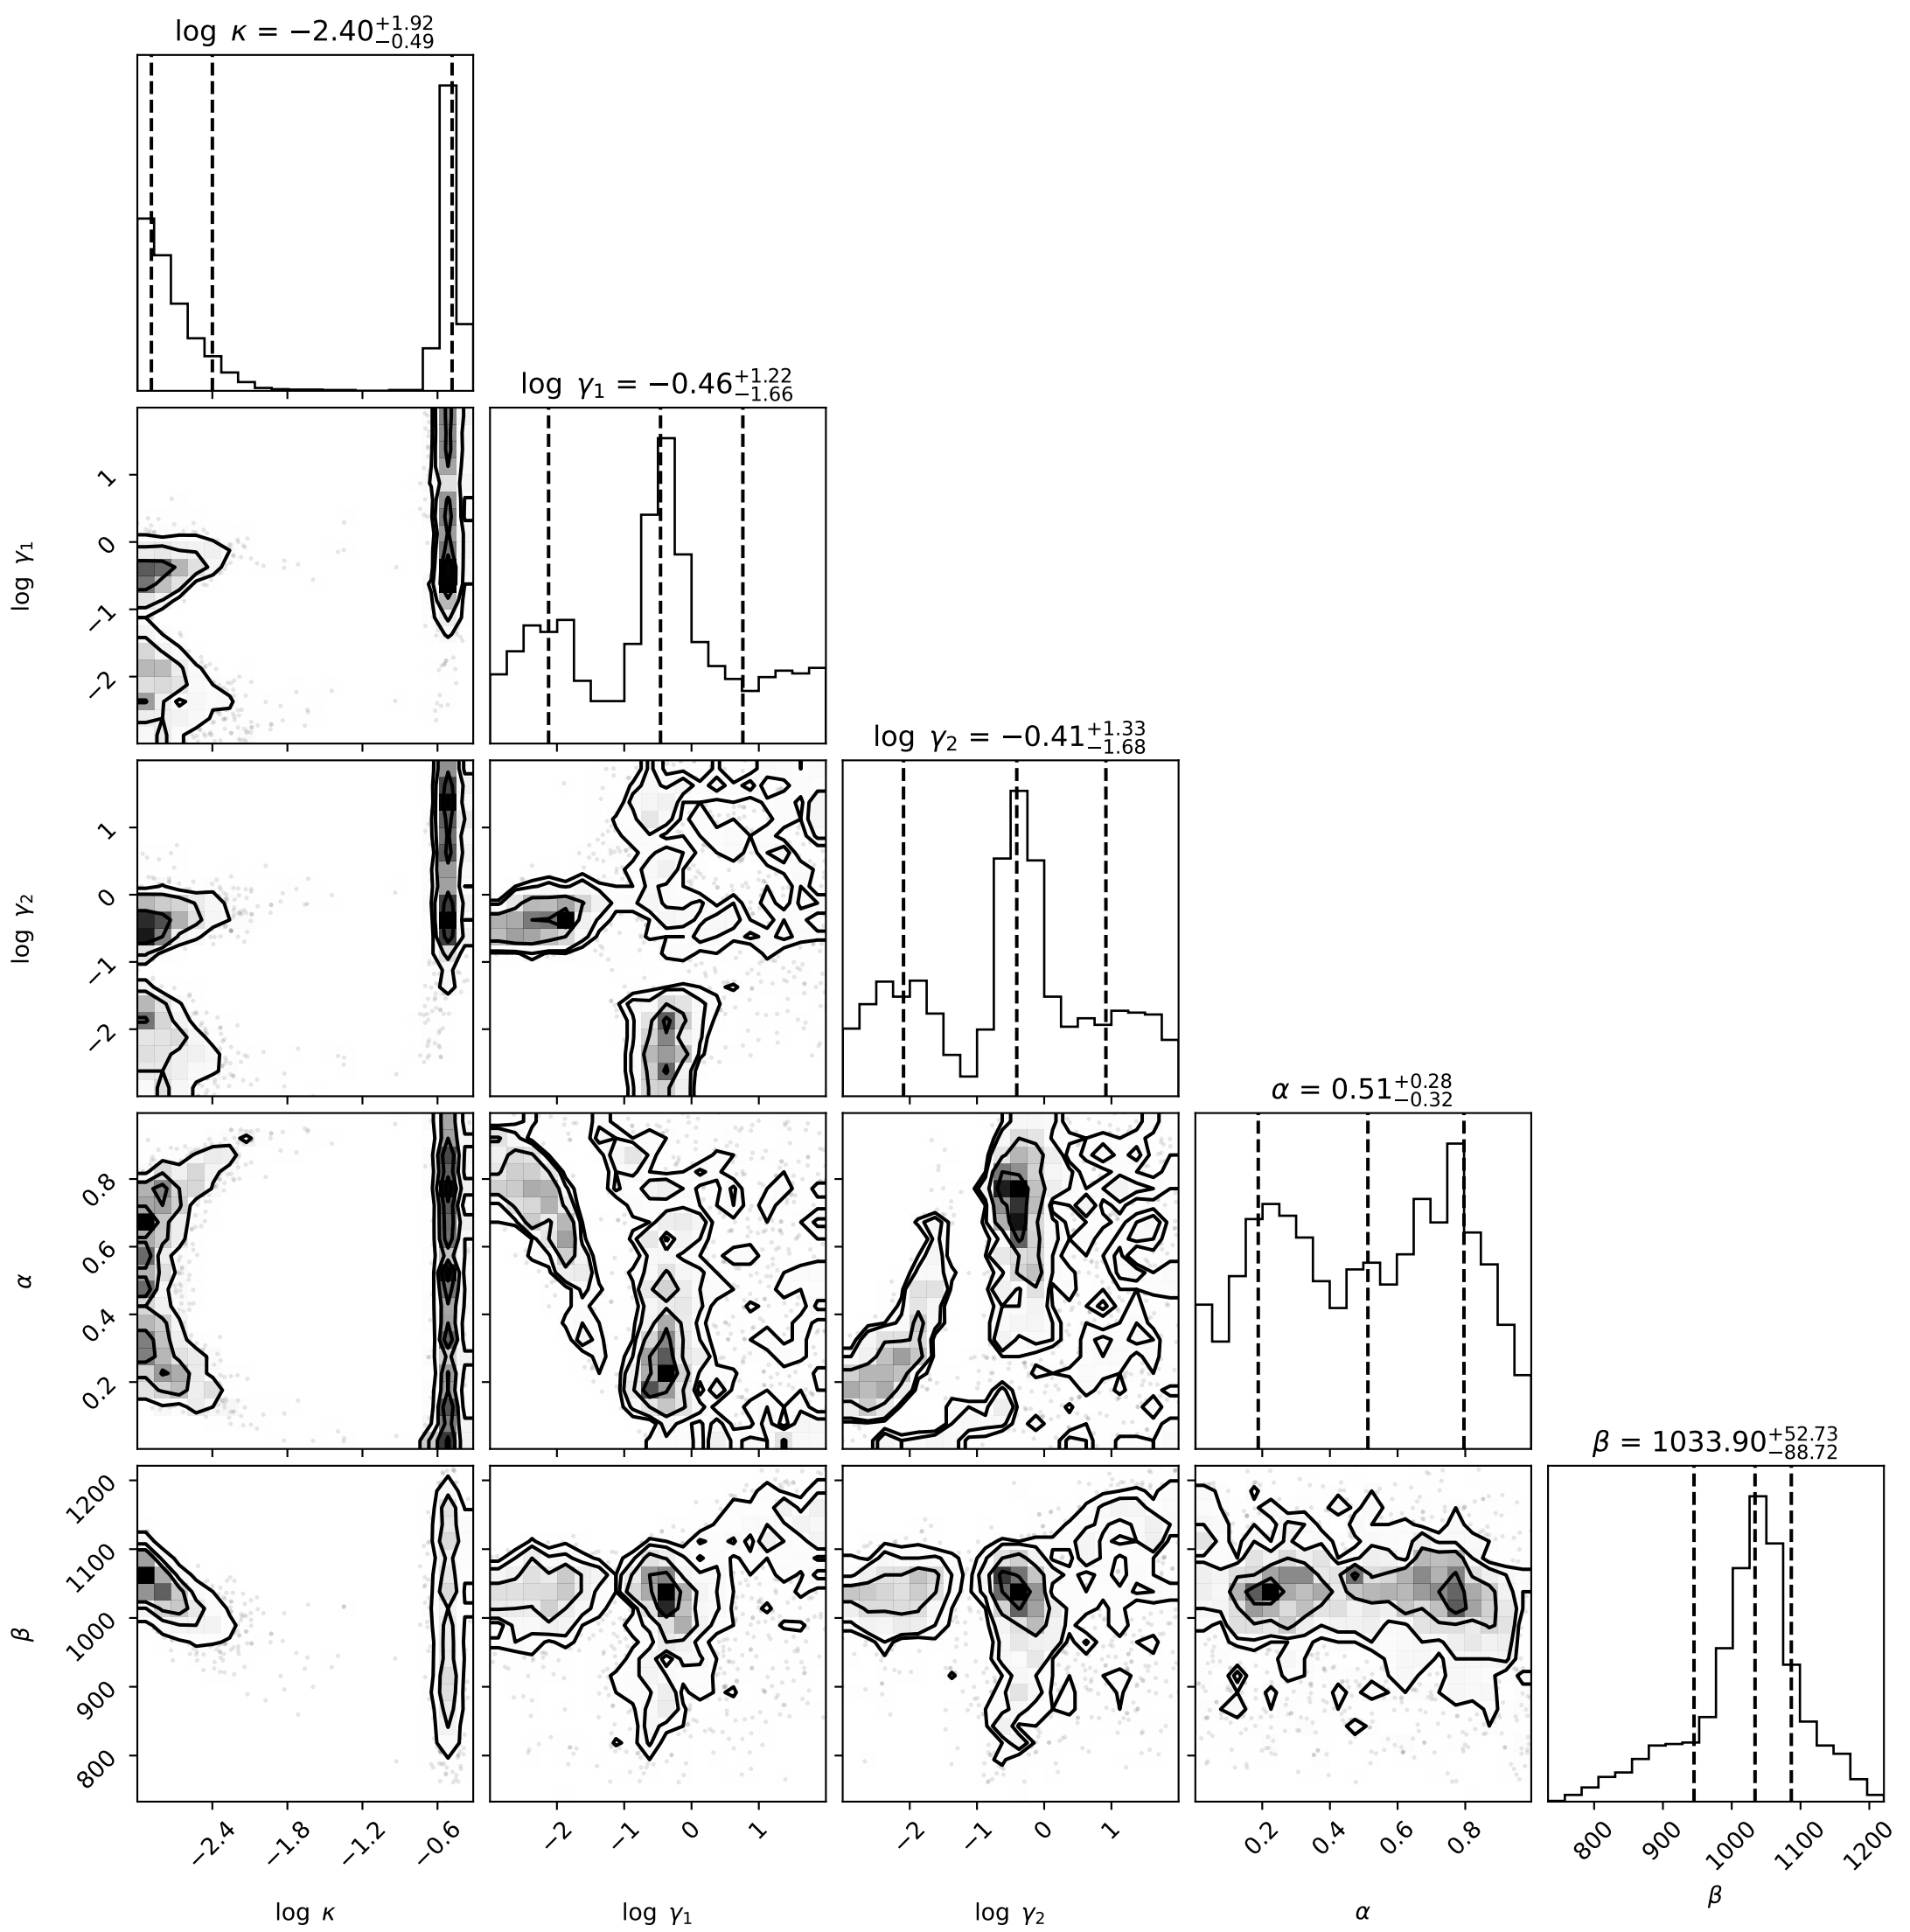 log κ = −2.40 +1.92 −0.49
log γ₁ = −0.46 +1.22 −1.66
1
0
−1
−2
log γ₁
log γ₂ = −0.41 +1.33 −1.68
1
0
−1
−2
log γ₂
α = 0.51 +0.28 −0.32
0.8
0.6
0.4
0.2
α
β = 1033.90 +52.73 −88.72
1200
1100
1000
900
800
β
−2.4 −1.8 −1.2 −0.6
−2 −1 0 1
−2 −1 0 1
0.2 0.4 0.6 0.8
800 900 1000 1100 1200
log κ
log γ₁
log γ₂
α
β